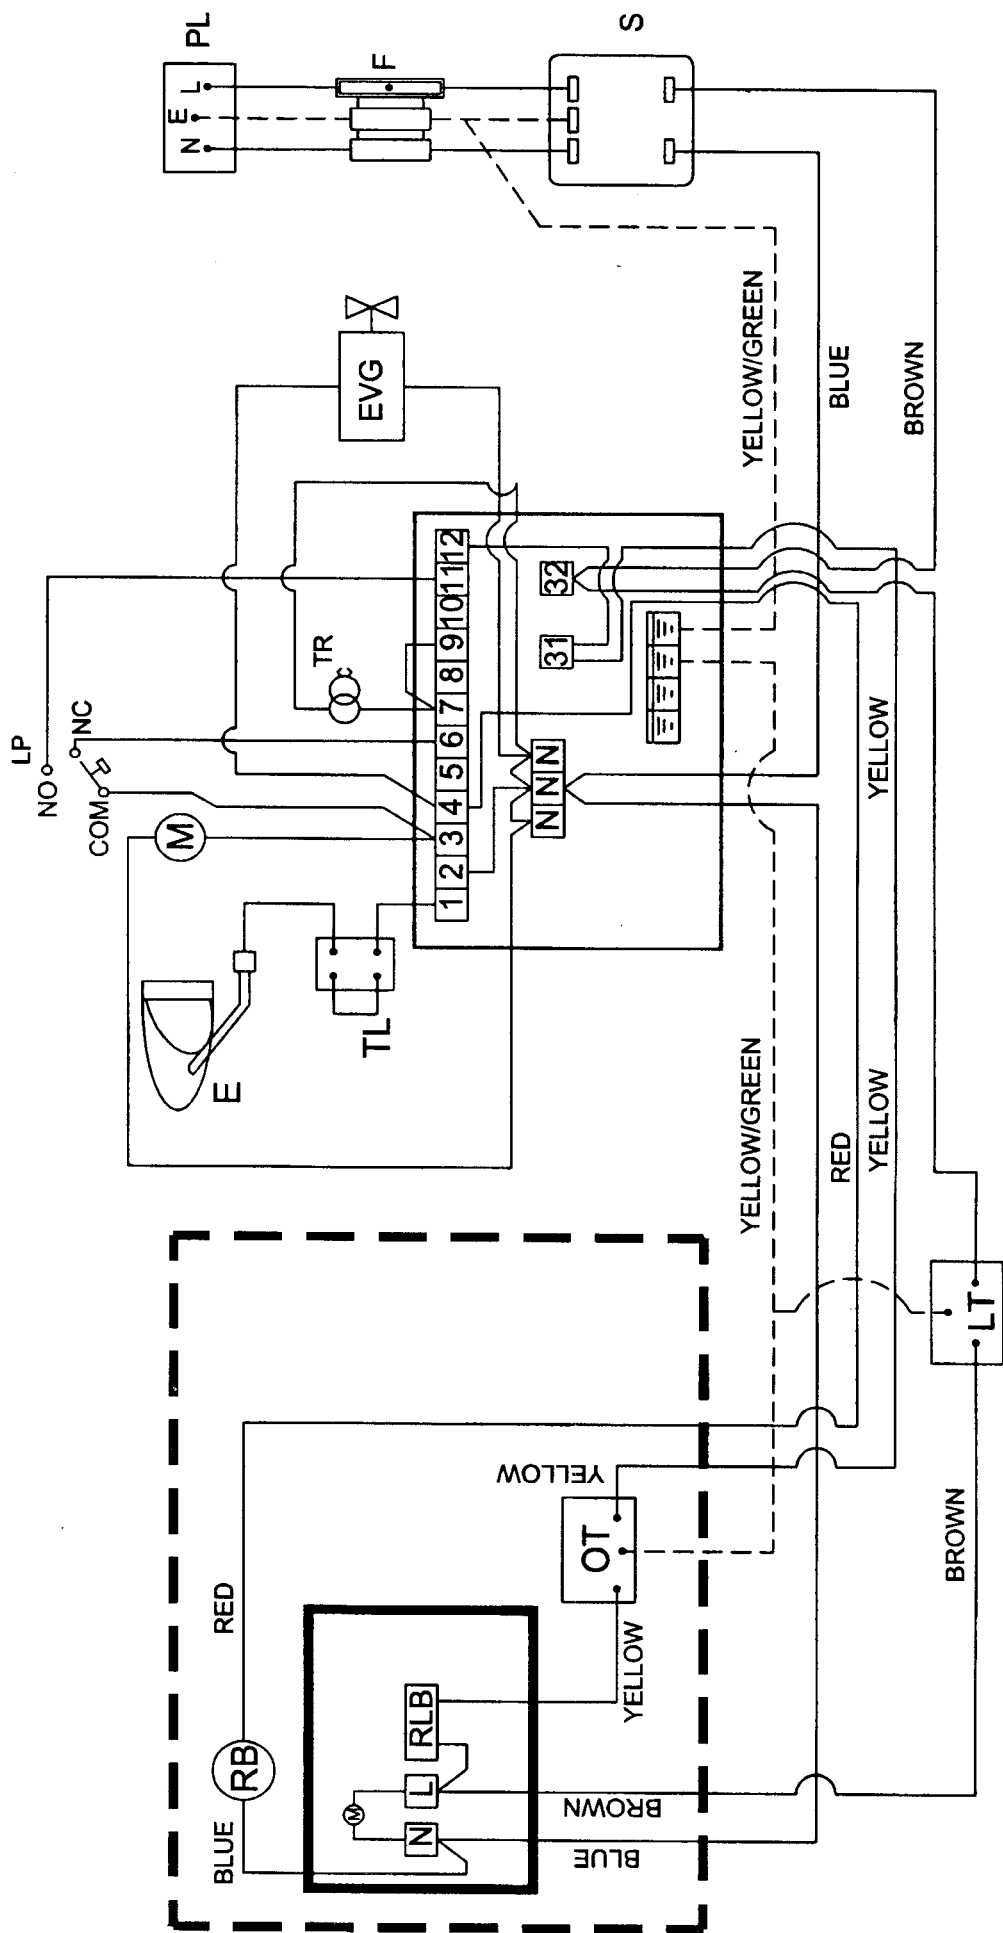 PL
N E L
F
S
LP
NO
NC
COM
TR
EVG
M
E
TL
1 2 3 4 5 6 7 8 9 10 11 12
N N N
31
32
YELLOW/GREEN
BLUE
BROWN
YELLOW
YELLOW/GREEN
RED
YELLOW
LT
BROWN
RED
RB
BLUE
M
N
L
RLB
OT
YELLOW
YELLOW
BROWN
BLUE